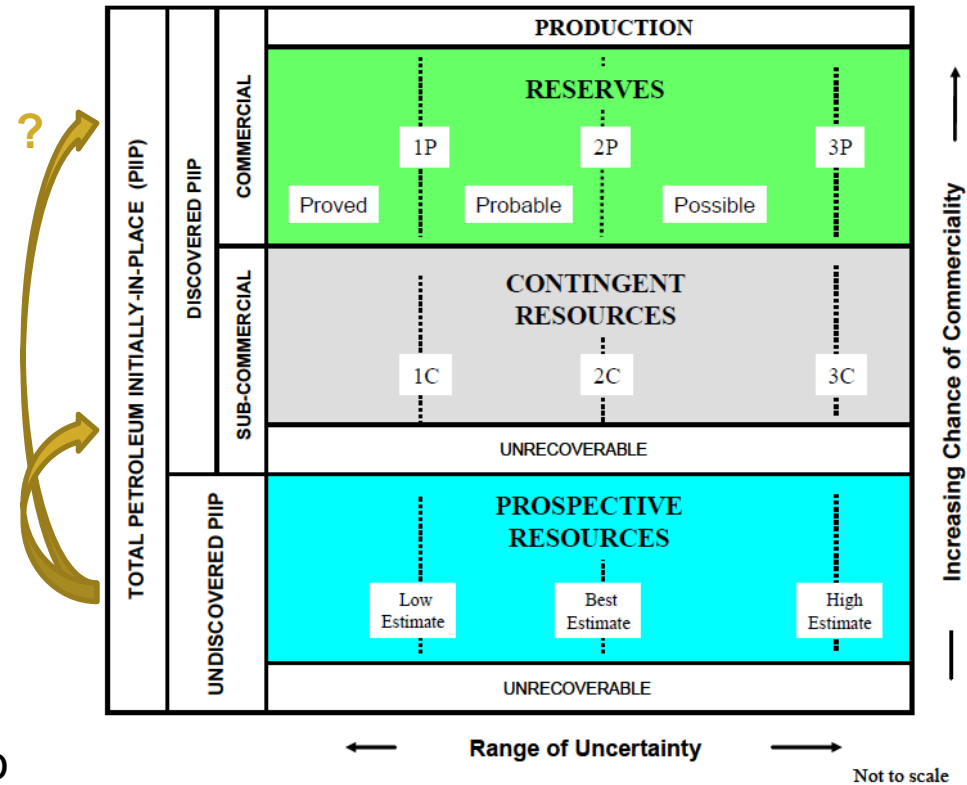 PRODUCTION
?
TOTAL PETROLEUM INITIALLY-IN-PLACE (PIIP)
DISCOVERED PIIP
COMMERCIAL
RESERVES
1P
2P
3P
Proved
Probable
Possible
SUB-COMMERCIAL
CONTINGENT
RESOURCES
1C
2C
3C
UNRECOVERABLE
UNDISCOVERED PIIP
PROSPECTIVE
RESOURCES
Low
Estimate
Best
Estimate
High
Estimate
UNRECOVERABLE
Increasing Chance of Commerciality
Range of Uncertainty
Not to scale